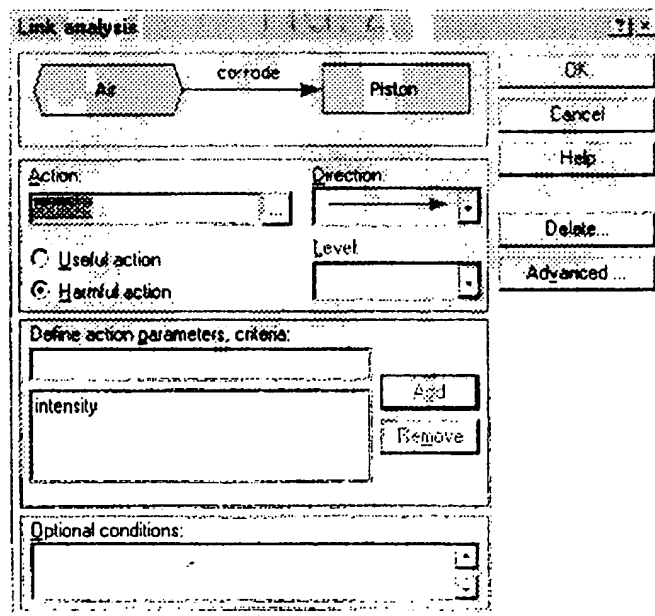 Link analysis
? ×
Air
corrode
Piston
OK
Cancel
Help
Action:
Direction:
...
Delete...
Useful action
Level:
Advanced ...
Harmful action
Define action parameters, criteria:
Add
intensity
Remove
Optional conditions: